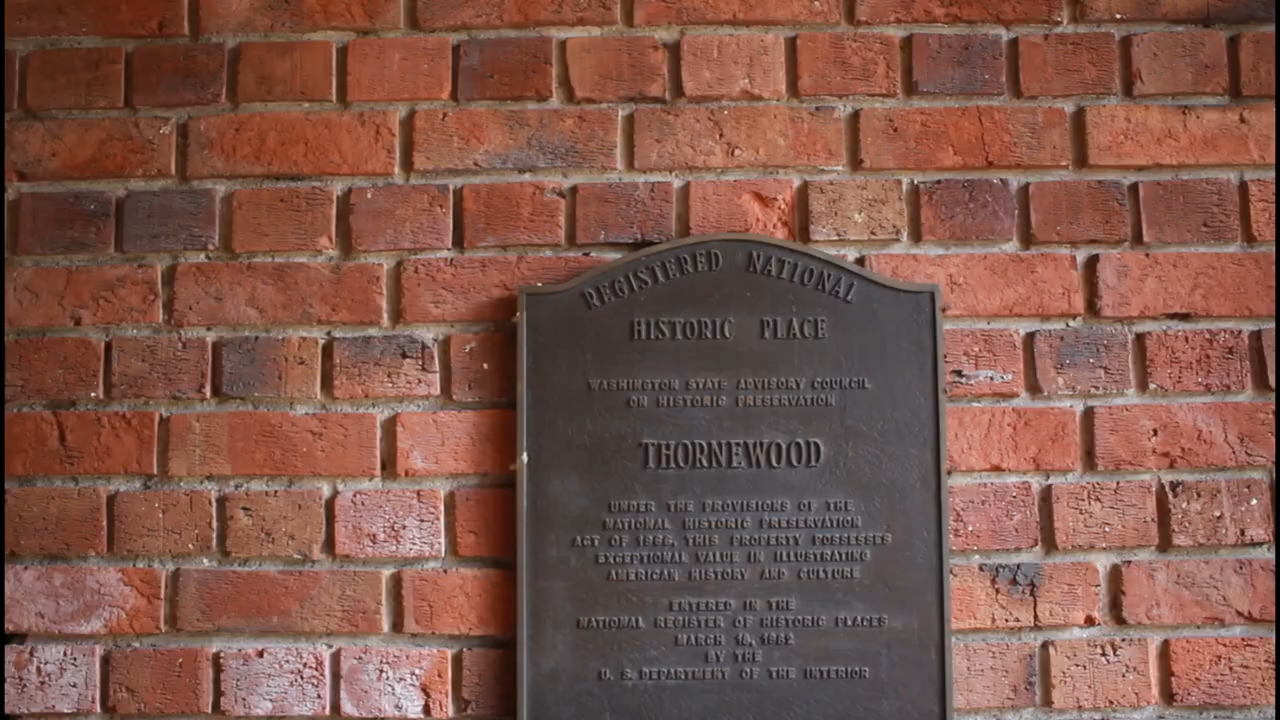 REGISTERED NATIONAL
HISTORIC PLACE
WASHINGTON STATE ADVISORY COUNCIL
ON HISTORIC PRESERVATION
THORNEWOOD
UNDER THE PROVISIONS OF THE
NATIONAL HISTORIC PRESERVATION
ACT OF 1966, THIS PROPERTY POSSESSES
EXCEPTIONAL VALUE IN ILLUSTRATING
AMERICAN HISTORY AND CULTURE
ENTERED IN THE
NATIONAL REGISTER OF HISTORIC PLACES
MARCH 1982
BY THE
U. S. DEPARTMENT OF THE INTERIOR